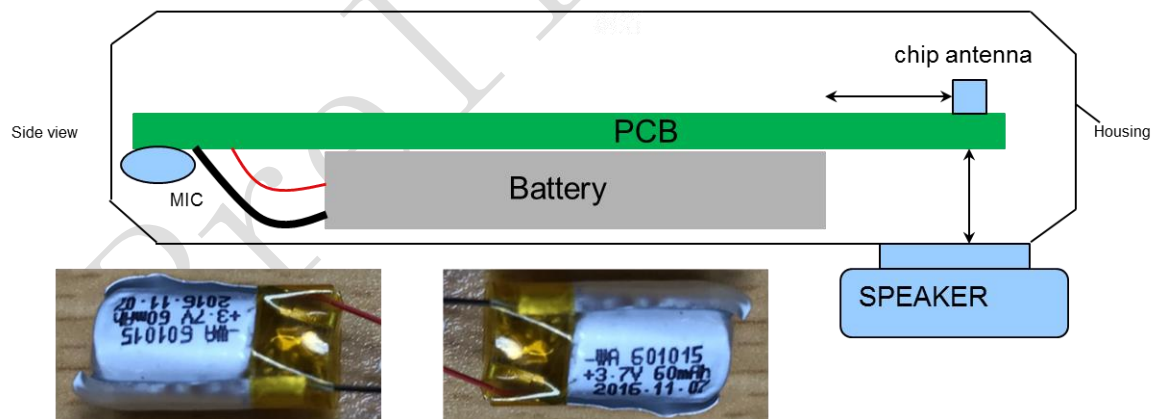 chip antenna
Side view
PCB
Housing
Battery
MIC
SPEAKER
-WA 601015
+3.7V 60mAh
2016-11-07
-WA 601015
+3.7V 60mAh
2016-11-07